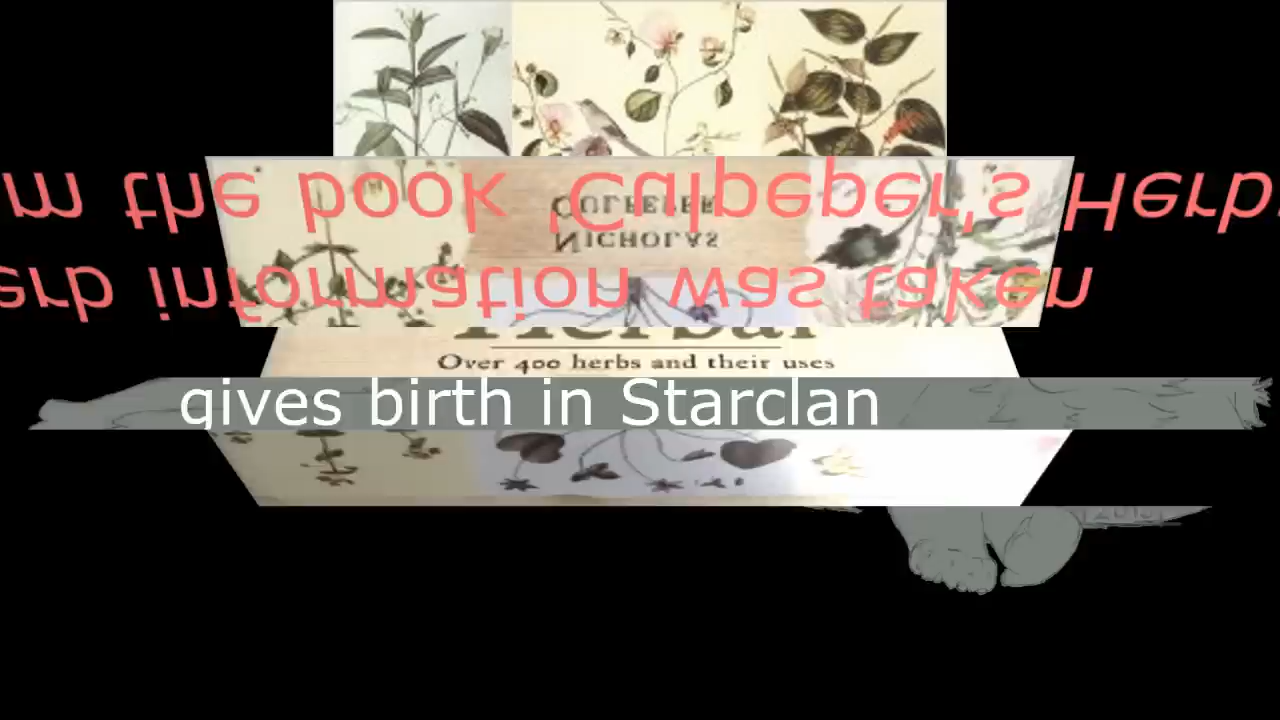 erb information was taken
m the book 'Culpeper's Herb
NICHOLAS
CULPEPER
Herbal
Over 400 herbs and their uses
gives birth in Starclan